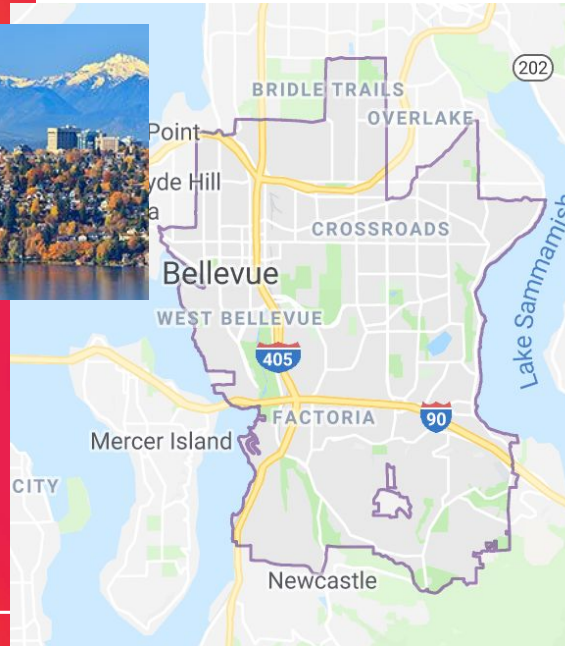 202
BRIDLE TRAILS
OVERLAKE
Point
yde Hill
a
CROSSROADS
Bellevue
WEST BELLEVUE
Lake Sammamish
405
FACTORIA
90
Mercer Island
CITY
Newcastle